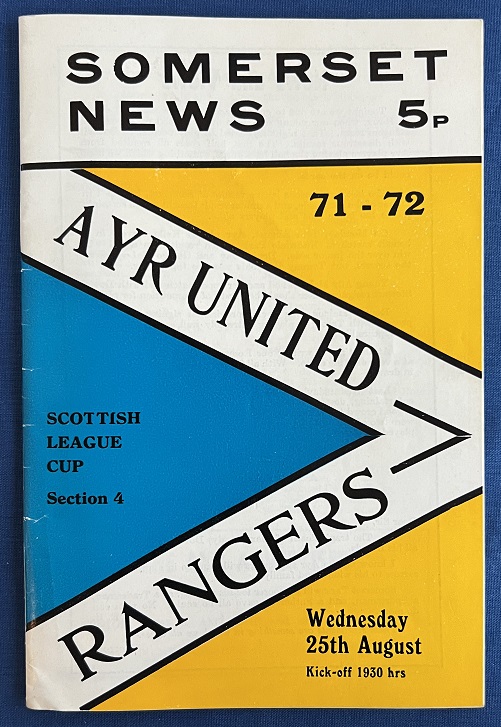 SOMERSET
NEWS 5P
71 - 72
AYR UNITED
SCOTTISH
LEAGUE
CUP
Section 4
RANGERS
Wednesday
25th August
Kick-off 1930 hrs